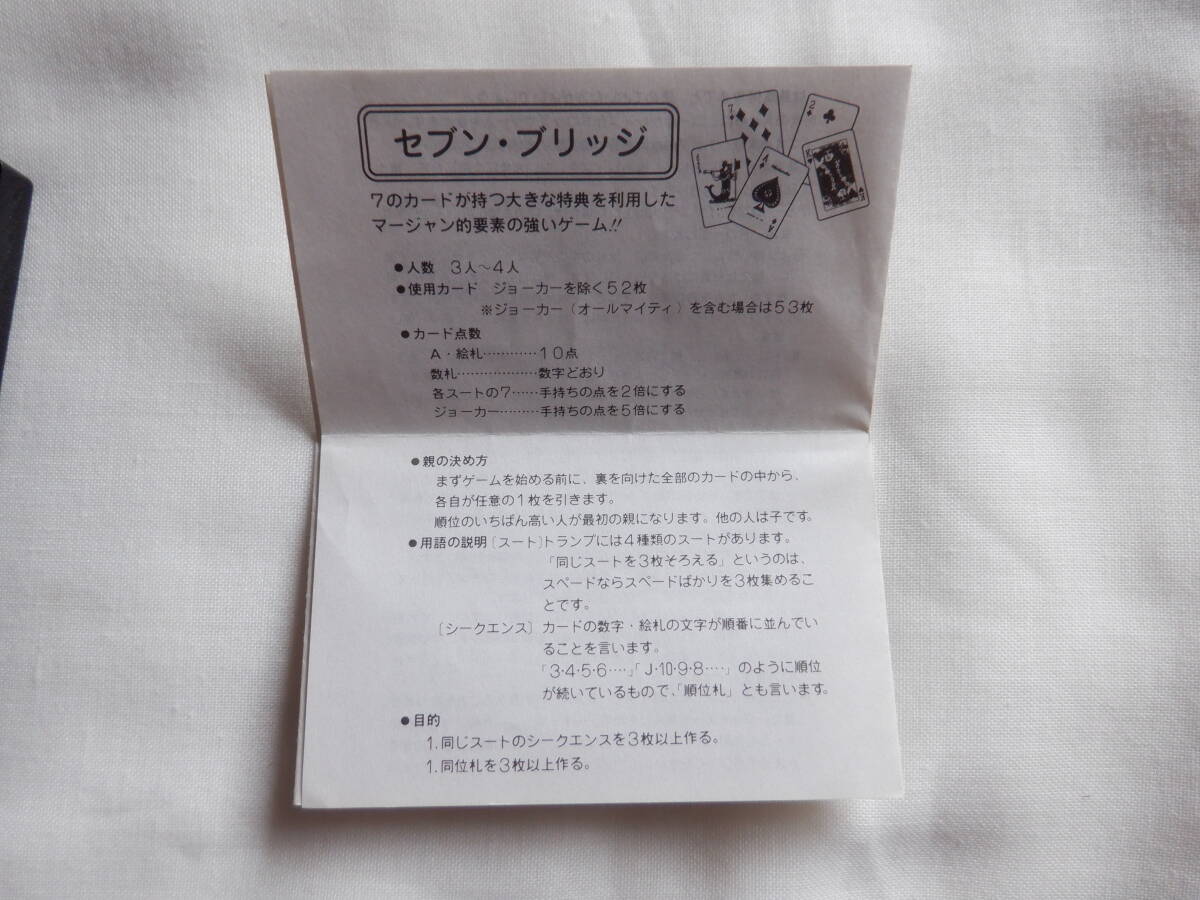 セブン・ブリッジ
7のカードが持つ大きな特典を利用した
マージャン的要素の強いゲーム!!
●人数 3人〜4人
●使用カード ジョーカーを除く52枚
※ジョーカー(オールマイティ)を含む場合は53枚
●カード点数
A・絵札…………10点
数札………………数字どおり
各スートの7……手持ちの点を2倍にする
ジョーカー………手持ちの点を5倍にする
●親の決め方
まずゲームを始める前に、裏を向けた全部のカードの中から、
各自が任意の1枚を引きます。
順位のいちばん高い人が最初の親になります。他の人は子です。
●用語の説明〔スート〕トランプには4種類のスートがあります。
「同じスートを3枚そろえる」というのは、
スペードならスペードばかりを3枚集めるこ
とです。
〔シークエンス〕カードの数字・絵札の文字が順番に並んでい
ることを言います。
「3・4・5・6‥‥」「J・10・9・8‥‥」のように順位
が続いているもので、「順位札」とも言います。
●目的
1.同じスートのシークエンスを3枚以上作る。
1.同位札を3枚以上作る。